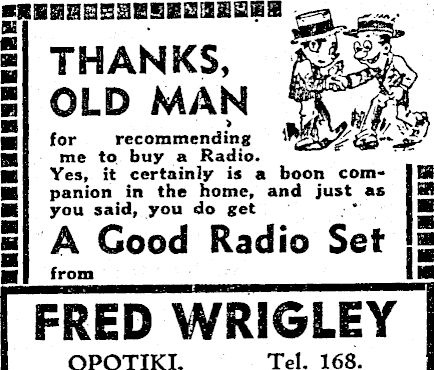 THANKS,
OLD MAN
for recommending
me to buy a Radio.
Yes, it certainly is a boon com-
panion in the home, and just as
you said, you do get
A Good Radio Set
from
FRED WRIGLEY
OPOTIKI. Tel. 168.